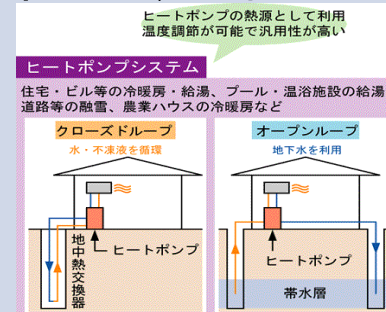 ヒートポンプの熱源として利用
温度調節が可能で汎用性が高い
ヒートポンプシステム
住宅・ビル等の冷暖房・給湯、プール・温浴施設の給湯
道路等の融雪、農業ハウスの冷暖房など
クローズドループ
水・不凍液を循環
地中熱交換器
ヒートポンプ
オープンループ
地下水を利用
ヒートポンプ
帯水層